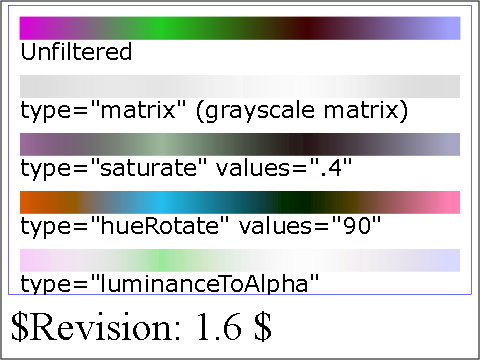 Unfiltered
type="matrix" (grayscale matrix)
type="saturate" values=".4"
type="hueRotate" values="90"
type="luminanceToAlpha"
$Revision: 1.6 $